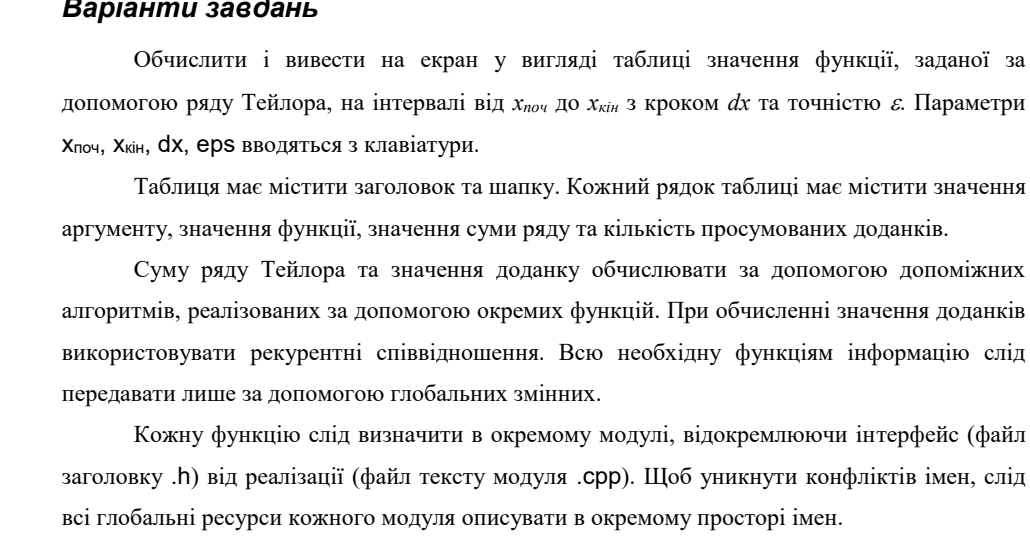 Варіанти завдань
Обчислити і вивести на екран у вигляді таблиці значення функції, заданої за
допомогою ряду Тейлора, на інтервалі від xпоч до xкін з кроком dx та точністю ε. Параметри
xпоч, xкін, dx, eps вводяться з клавіатури.
Таблиця має містити заголовок та шапку. Кожний рядок таблиці має містити значення
аргументу, значення функції, значення суми ряду та кількість просумованих доданків.
Суму ряду Тейлора та значення доданку обчислювати за допомогою допоміжних
алгоритмів, реалізованих за допомогою окремих функцій. При обчисленні значення доданків
використовувати рекурентні співвідношення. Всю необхідну функціям інформацію слід
передавати лише за допомогою глобальних змінних.
Кожну функцію слід визначити в окремому модулі, відокремлюючи інтерфейс (файл
заголовку .h) від реалізації (файл тексту модуля .cpp). Щоб уникнути конфліктів імен, слід
всі глобальні ресурси кожного модуля описувати в окремому просторі імен.